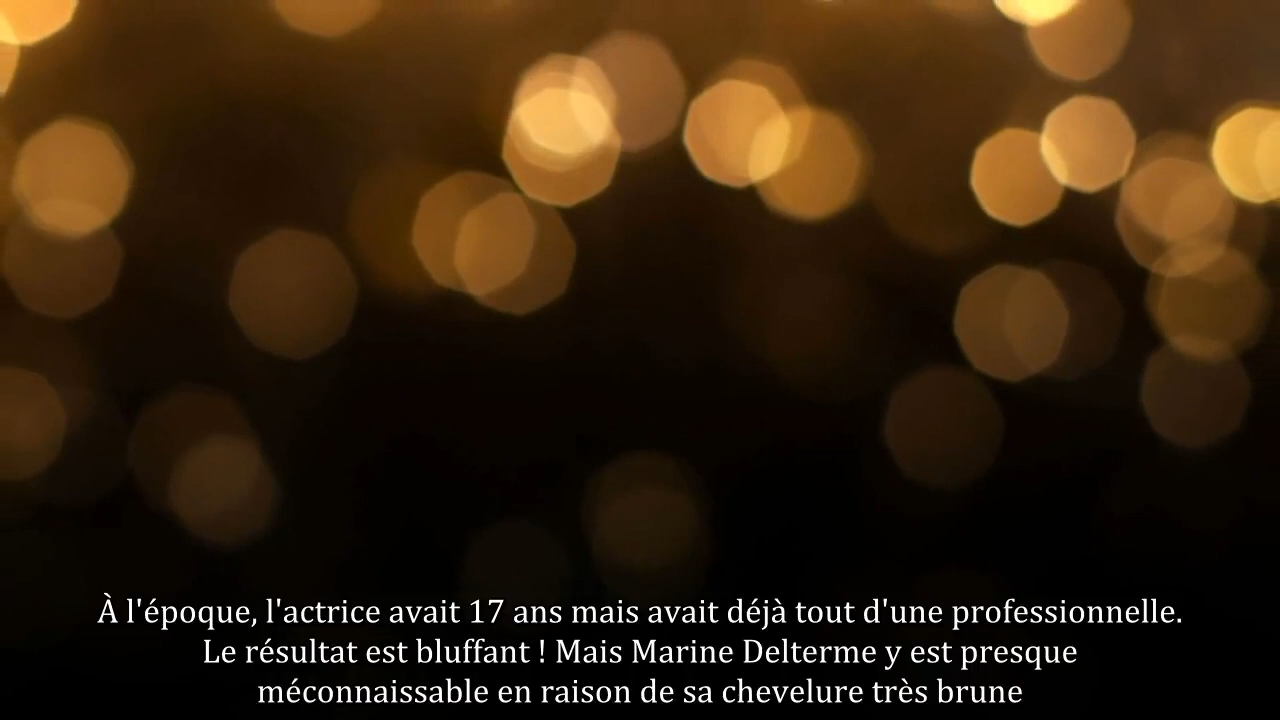 À l'époque, l'actrice avait 17 ans mais avait déjà tout d'une professionnelle.
Le résultat est bluffant ! Mais Marine Delterme y est presque
méconnaissable en raison de sa chevelure très brune